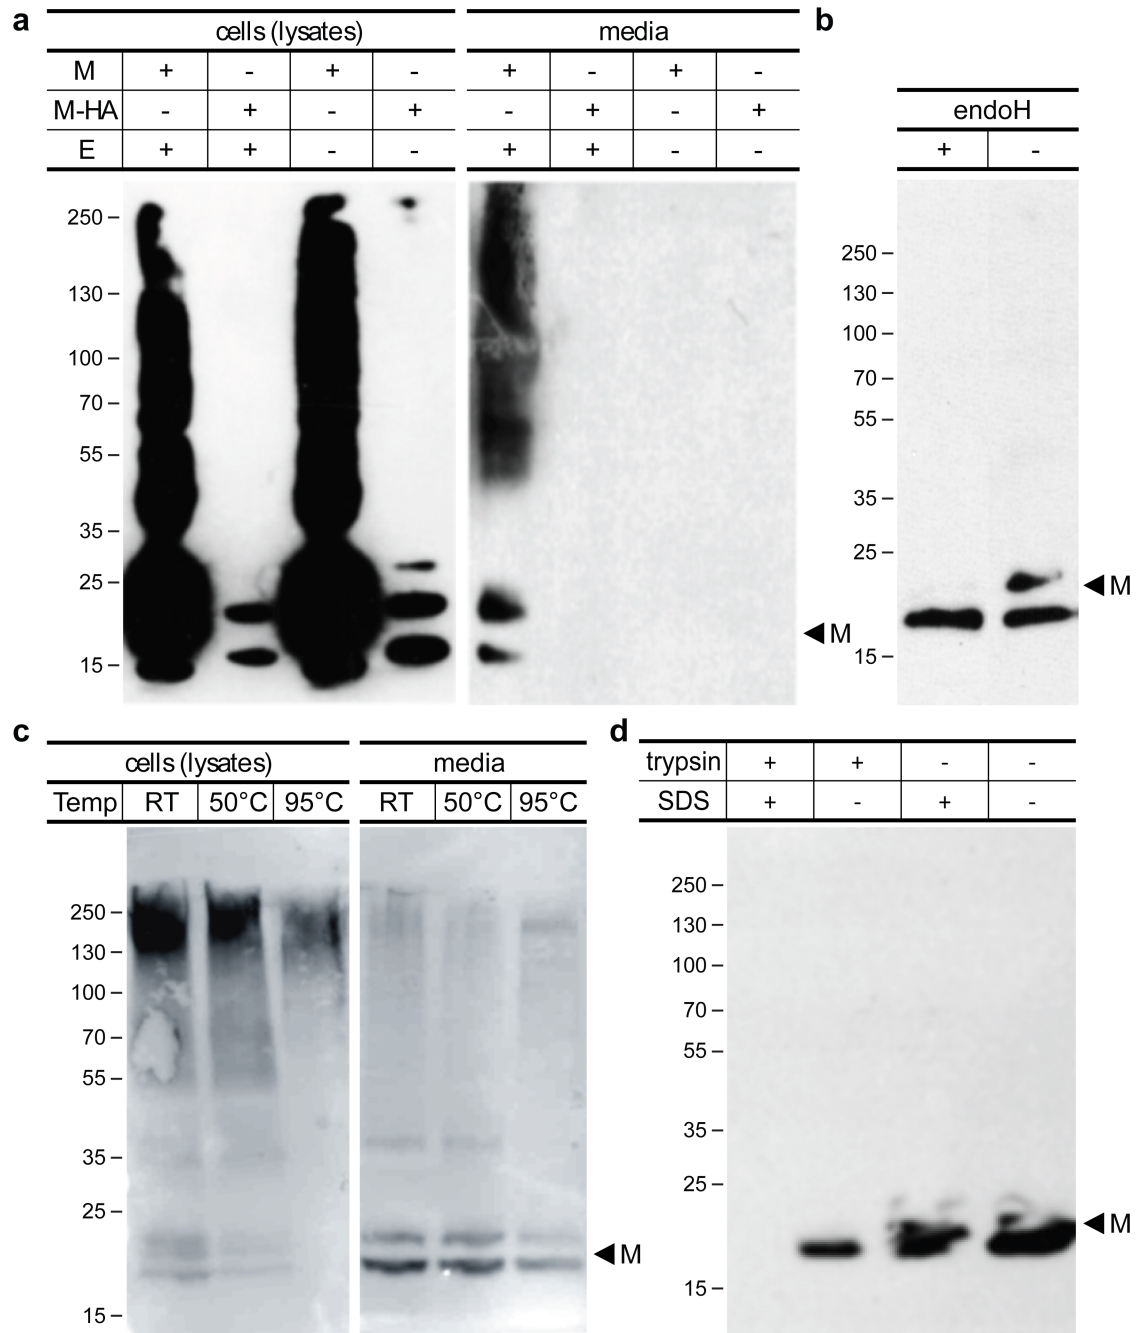 a
cells (lysates) media
M + - + - + - + -
M-HA - + - + - + - +
E + + - - + + - -
250
130
100
70
55
35
25
15
◄M
b
endoH
+ -
250
130
100
70
55
35
25
15
◄M
c
cells (lysates) media
Temp RT 50°C 95°C RT 50°C 95°C
250
130
100
70
55
35
25
15
◄M
d
trypsin + + - -
SDS + - + -
250
130
100
70
55
35
25
15
◄M